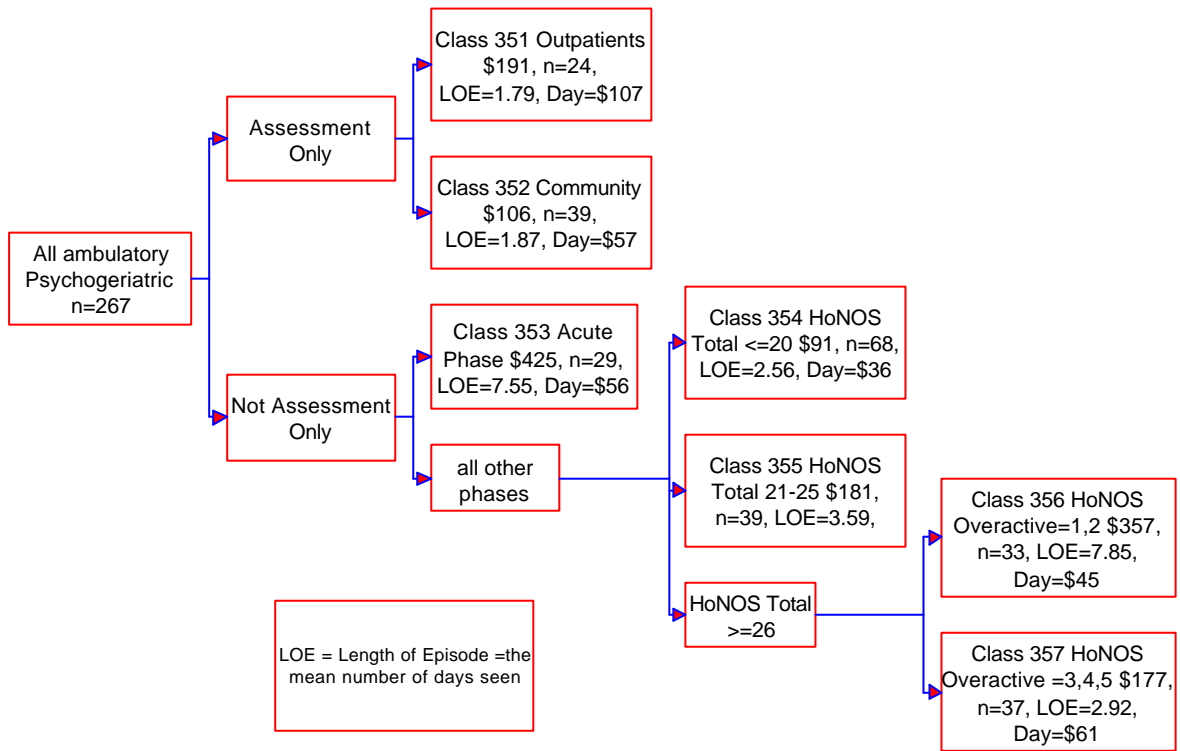 All ambulatory
Psychogeriatric
n=267
Assessment
Only
Class 351 Outpatients
$191, n=24,
LOE=1.79, Day=$107
Class 352 Community
$106, n=39,
LOE=1.87, Day=$57
Not Assessment
Only
Class 353 Acute
Phase $425, n=29,
LOE=7.55, Day=$56
all other
phases
Class 354 HoNOS
Total <=20 $91, n=68,
LOE=2.56, Day=$36
Class 355 HoNOS
Total 21-25 $181,
n=39, LOE=3.59,
HoNOS Total
>=26
Class 356 HoNOS
Overactive=1,2 $357,
n=33, LOE=7.85,
Day=$45
Class 357 HoNOS
Overactive =3,4,5 $177,
n=37, LOE=2.92,
Day=$61
LOE = Length of Episode =the
mean number of days seen